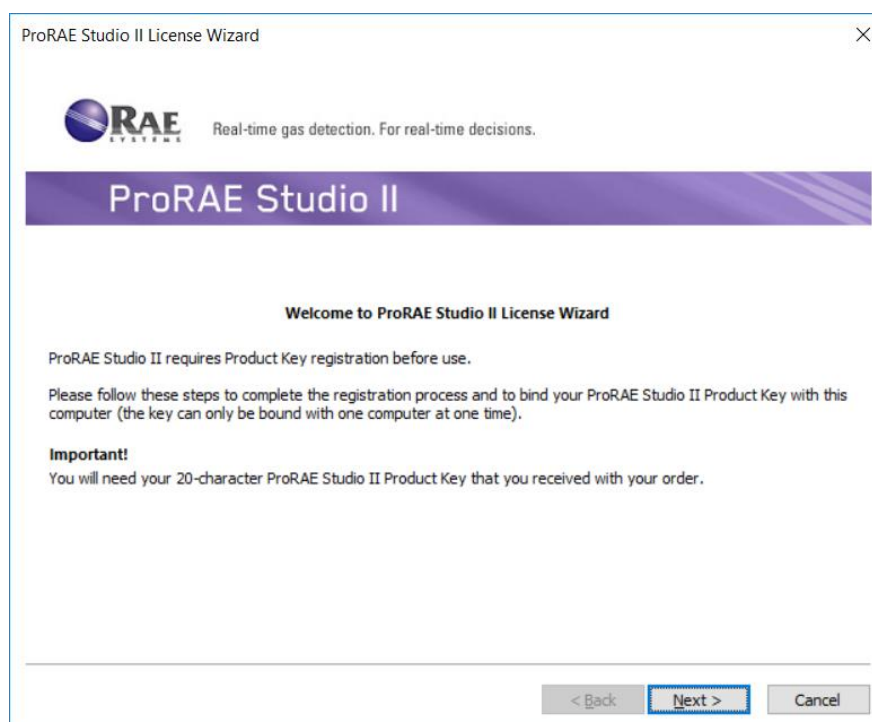 ProRAE Studio II License Wizard
RAE
SYSTEMS
Real-time gas detection. For real-time decisions.
ProRAE Studio II
Welcome to ProRAE Studio II License Wizard
ProRAE Studio II requires Product Key registration before use.
Please follow these steps to complete the registration process and to bind your ProRAE Studio II Product Key with this
computer (the key can only be bound with one computer at one time).
Important!
You will need your 20-character ProRAE Studio II Product Key that you received with your order.
< Back Next > Cancel